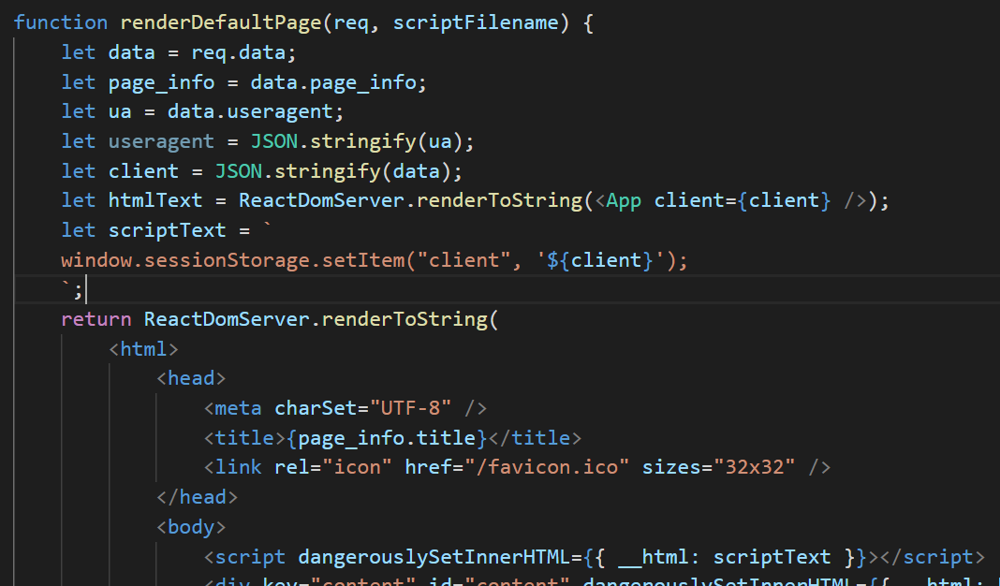 function renderDefaultPage(req, scriptFilename) {
let data = req.data;
let page_info = data.page_info;
let ua = data.useragent;
let useragent = JSON.stringify(ua);
let client = JSON.stringify(data);
let htmlText = ReactDomServer.renderToString(<App client={client} />);
let scriptText = `
window.sessionStorage.setItem("client", '${client}');
`;
return ReactDomServer.renderToString(
<html>
<head>
<meta charSet="UTF-8" />
<title>{page_info.title}</title>
<link rel="icon" href="/favicon.ico" sizes="32x32" />
</head>
<body>
<script dangerouslySetInnerHTML={{ __html: scriptText }}></script>
<div key="content" id="content" dangerouslySetInnerHTML={{ __html: